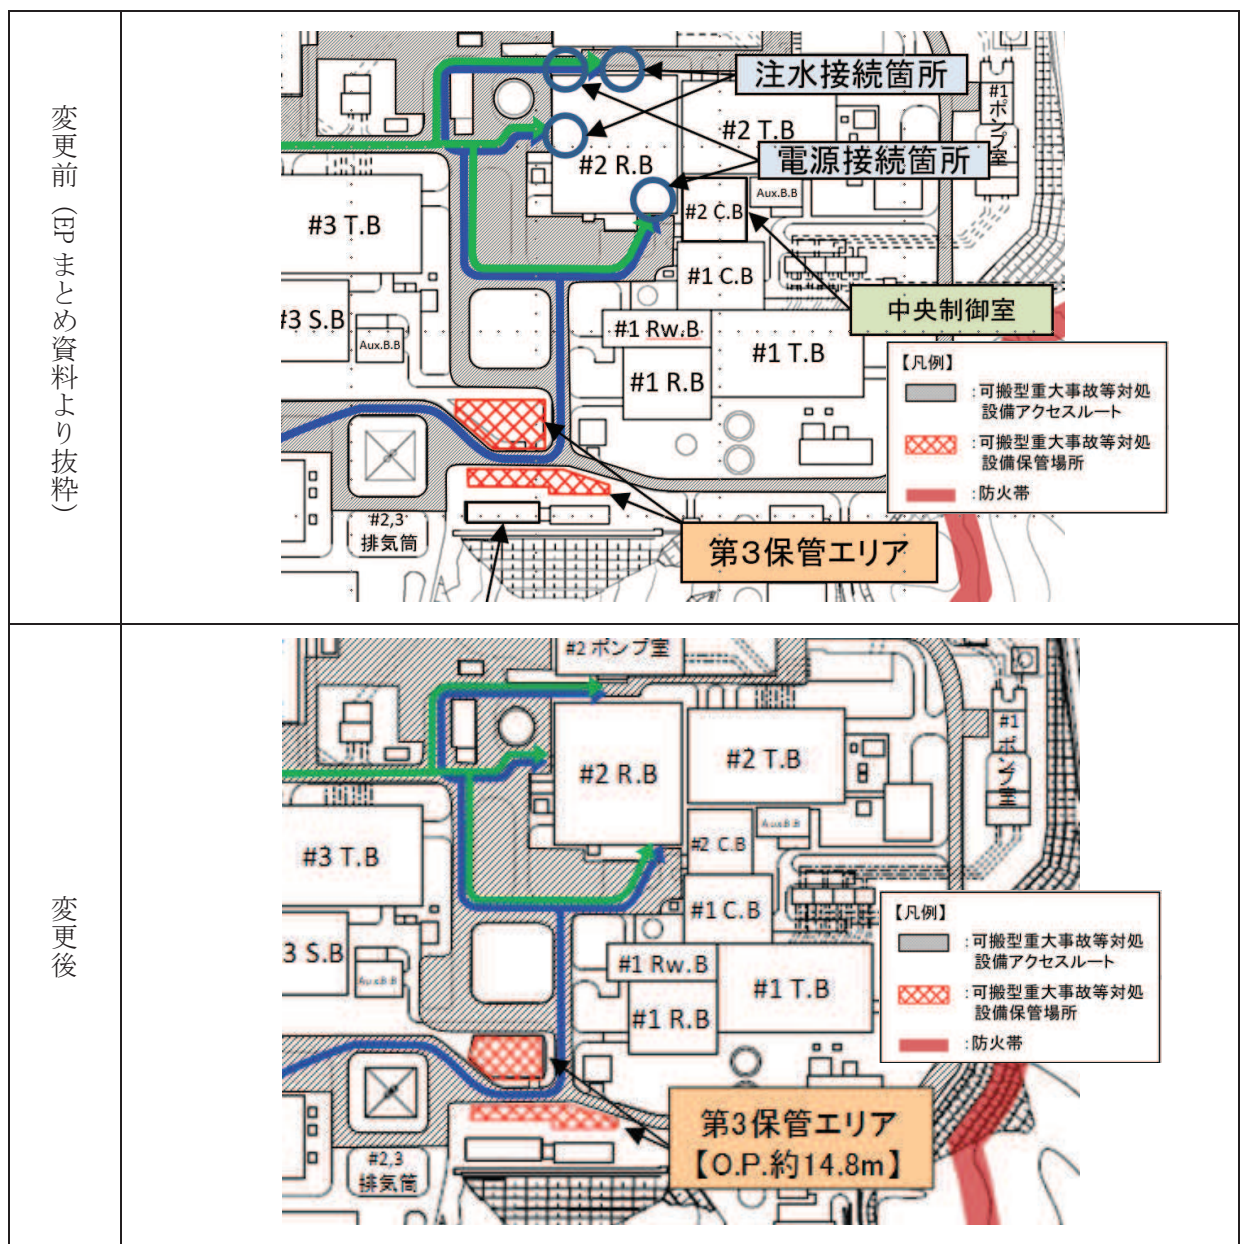 変更前（EPまとめ資料より抜粋）
注水接続箇所
#1ポンプ室
#2 T.B
電源接続箇所
#2 R.B
Aux.B.B
#2 C.B
#3 T.B
#1 C.B
中央制御室
#3 S.B
#1 Rw.B
Aux.B.B
#1 T.B
#1 R.B
【凡例】
：可搬型重大事故等対処
設備アクセスルート
：可搬型重大事故等対処
設備保管場所
：防火帯
#2,3
排気筒
第3保管エリア
変更後
#2 ポンプ室
#1ポンプ室
#2 T.B
#2 R.B
Aux.B.B
#2 C.B
#3 T.B
#1 C.B
3 S.B
#1 Rw.B
Aux.B.B
#1 T.B
#1 R.B
【凡例】
：可搬型重大事故等対処
設備アクセスルート
：可搬型重大事故等対処
設備保管場所
：防火帯
第3保管エリア
【O.P.約14.8m】
#2,3
排気筒